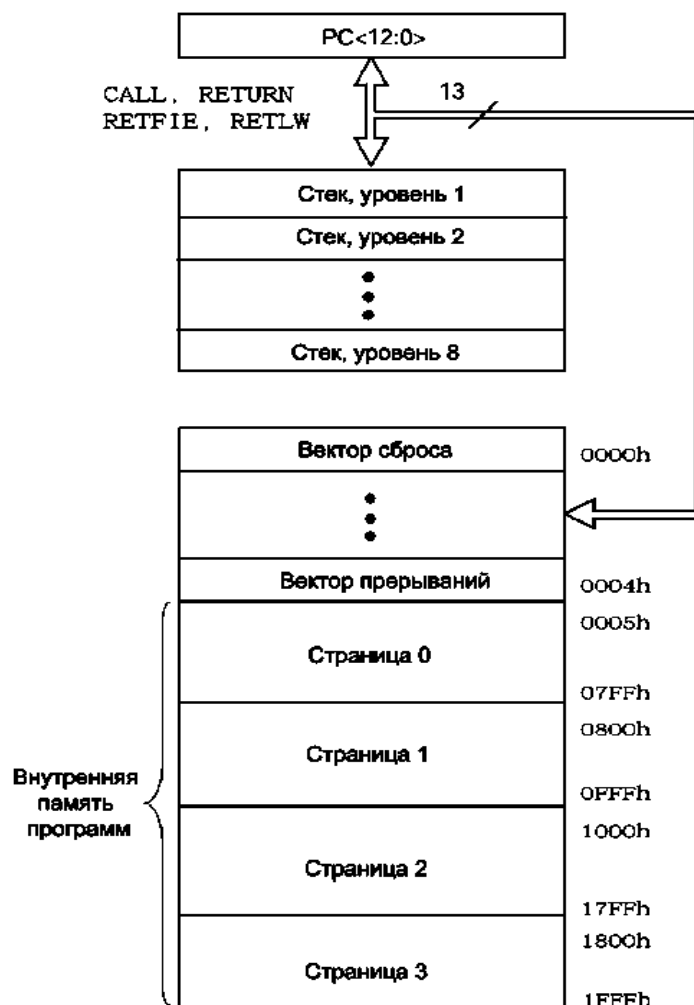 PC<12:0>
CALL, RETURN
RETFIE, RETLW
13
Стек, уровень 1
Стек, уровень 2
Стек, уровень 8
Вектор сброса
0000h
Вектор прерываний
0004h
0005h
Страница 0
07FFh
0800h
Страница 1
0FFFh
Внутренняя
память
программ
1000h
Страница 2
17FFh
1800h
Страница 3
1FFFh